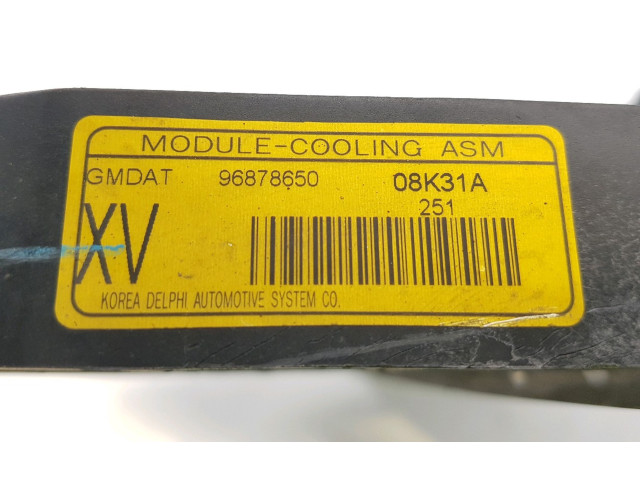 MODULE-COOLING ASM
GMDAT 96878650 08K31A
251
XV
KOREA DELPHI AUTOMOTIVE SYSTEM CO.